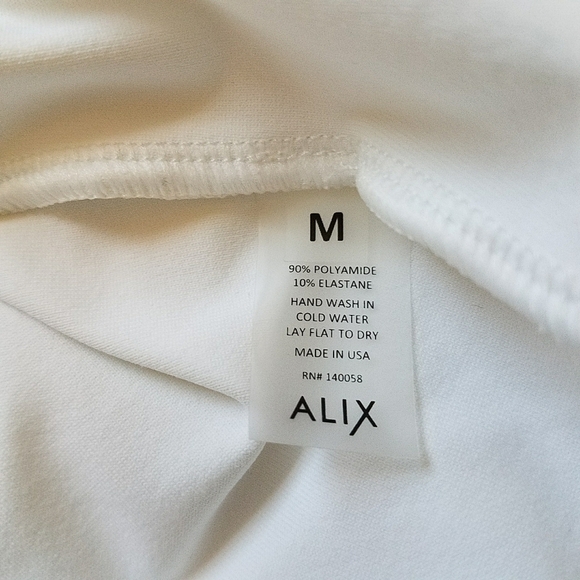 M
90% POLYAMIDE
10% ELASTANE
HAND WASH IN
COLD WATER
LAY FLAT TO DRY
MADE IN USA
RN# 140058
ALIX